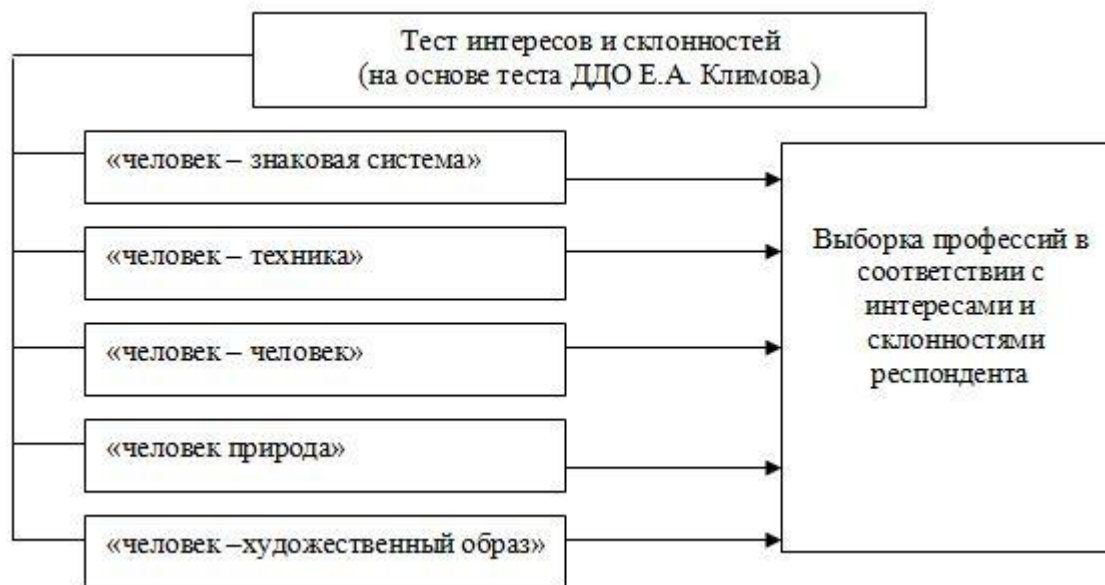 Тест интересов и склонностей
(на основе теста ДДО Е.А. Климова)
«человек – знаковая система»
«человек – техника»
«человек – человек»
«человек природа»
«человек –художественный образ»
Выборка профессий в
соответствии с
интересами и
склонностями
респондента